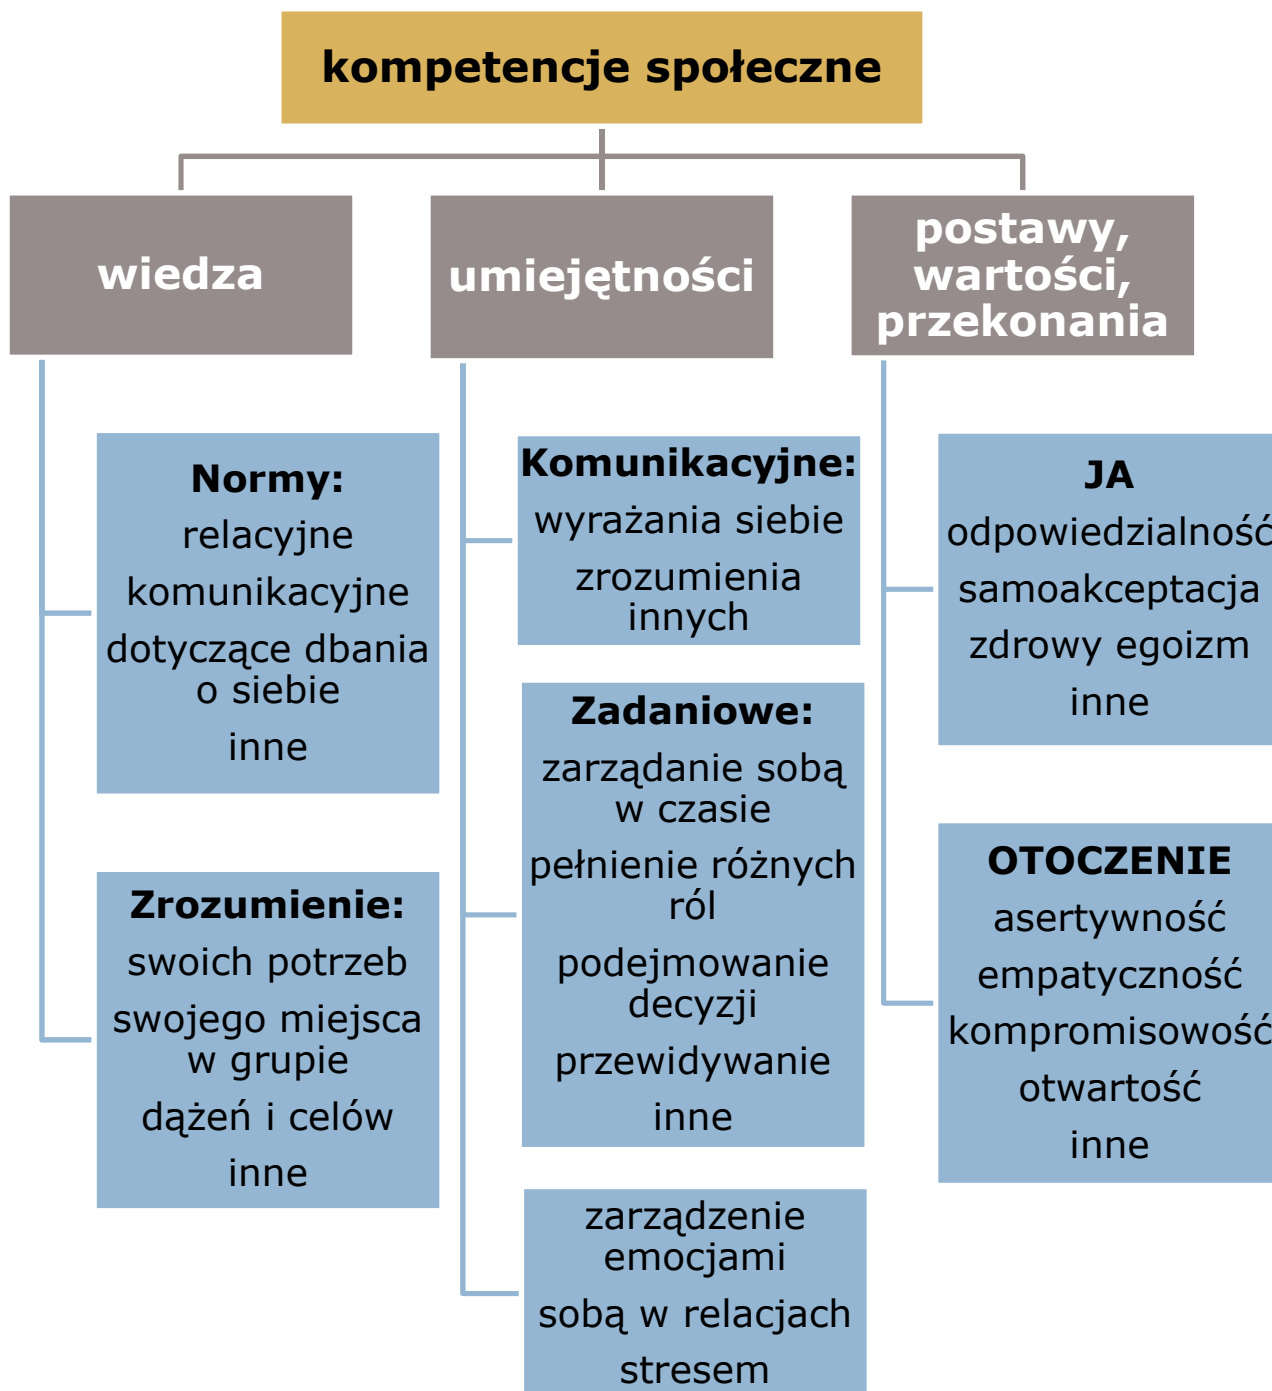 kompetencje społeczne
wiedza
Normy:
relacyjne
komunikacyjne
dotyczące dbania
o siebie
inne
Zrozumienie:
swoich potrzeb
swojego miejsca
w grupie
dążeń i celów
inne
umiejętności
Komunikacyjne:
wyrażania siebie
zrozumienia
innych
Zadaniowe:
zarządanie sobą
w czasie
pełnienie różnych
ról
podejmowanie
decyzji
przewidywanie
inne
zarządzenie
emocjami
sobą w relacjach
stresem
postawy,
wartości,
przekonania
JA
odpowiedzialność
samoakceptacja
zdrowy egoizm
inne
OTOCZENIE
asertywność
empatyczność
kompromisowość
otwartość
inne